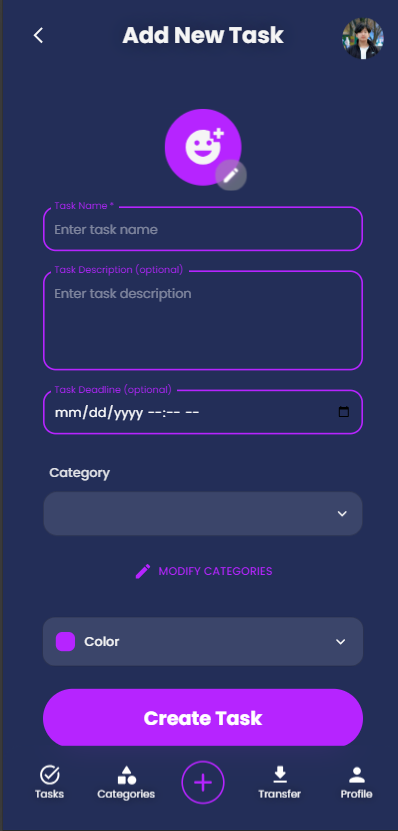 Add New Task
Task Name *
Enter task name
Task Description (optional)
Enter task description
Task Deadline (optional)
mm/dd/yyyy --:-- --
Category
MODIFY CATEGORIES
Color
Create Task
Tasks
Categories
Transfer
Profile